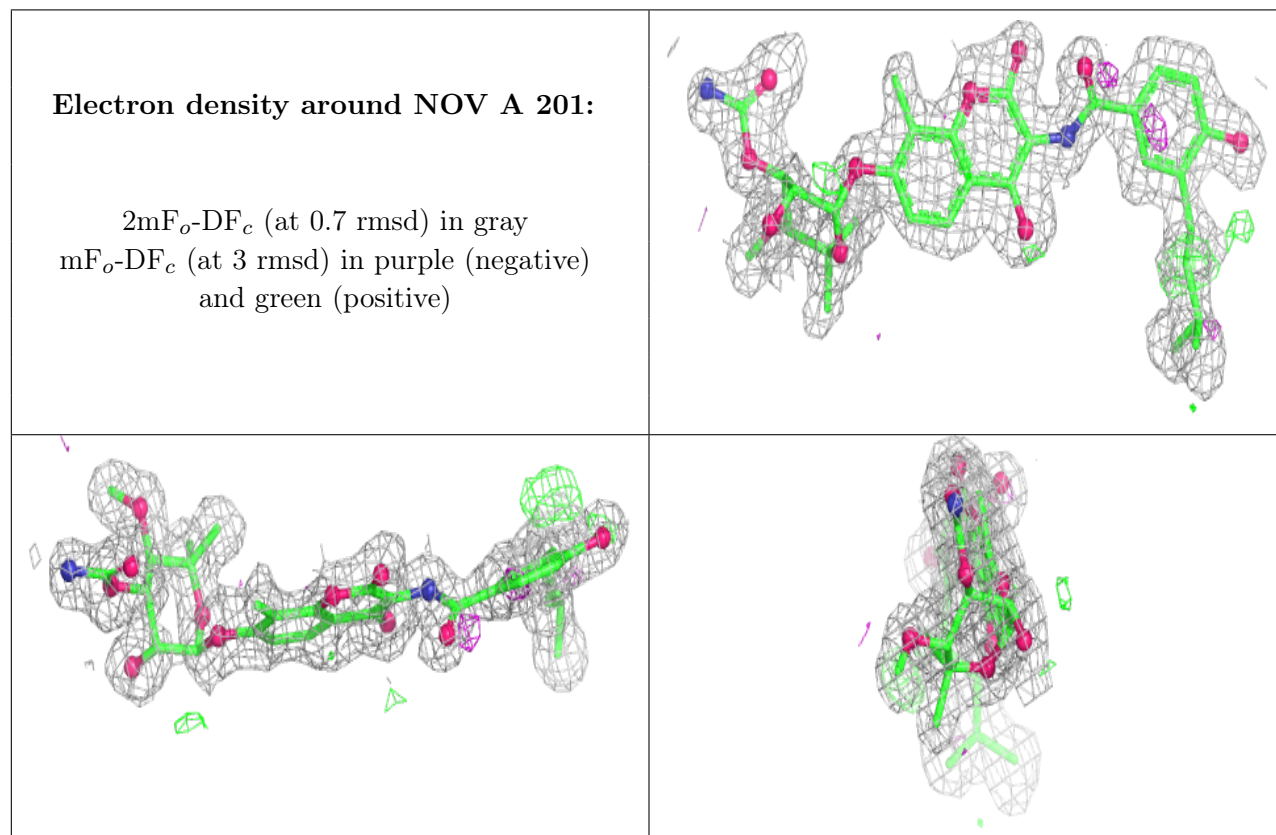 Electron density around NOV A 201:
2mFo-DFc (at 0.7 rmsd) in gray
mFo-DFc (at 3 rmsd) in purple (negative)
and green (positive)